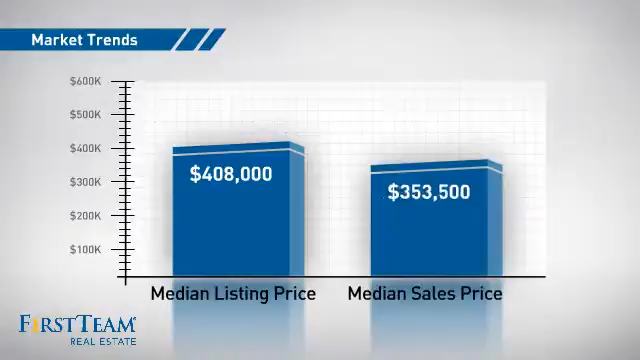 Market Trends
$600K
$500K
$400K
$300K
$200K
$100K
$408,000
$353,500
Median Listing Price
Median Sales Price
FIRSTTEAM®
REAL ESTATE